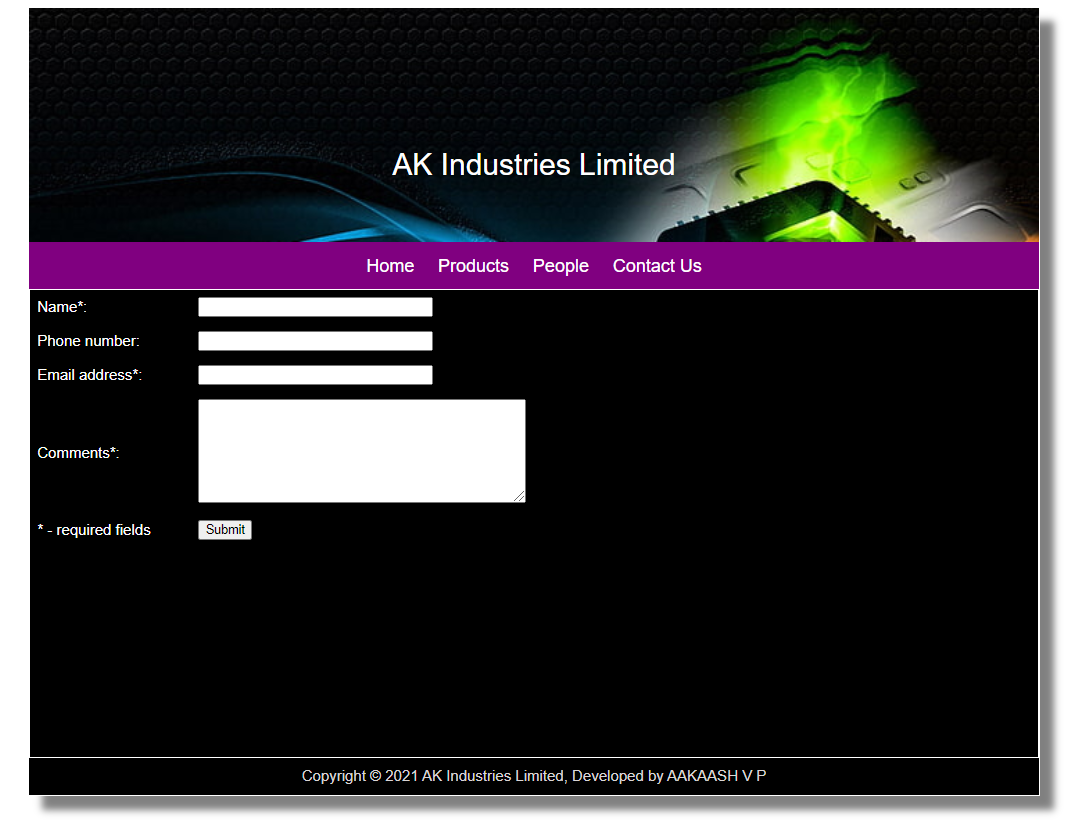 AK Industries Limited
Home Products People Contact Us
Name*:
Phone number:
Email address*:
Comments*:
* - required fields Submit
Copyright © 2021 AK Industries Limited, Developed by AAKAASH V P